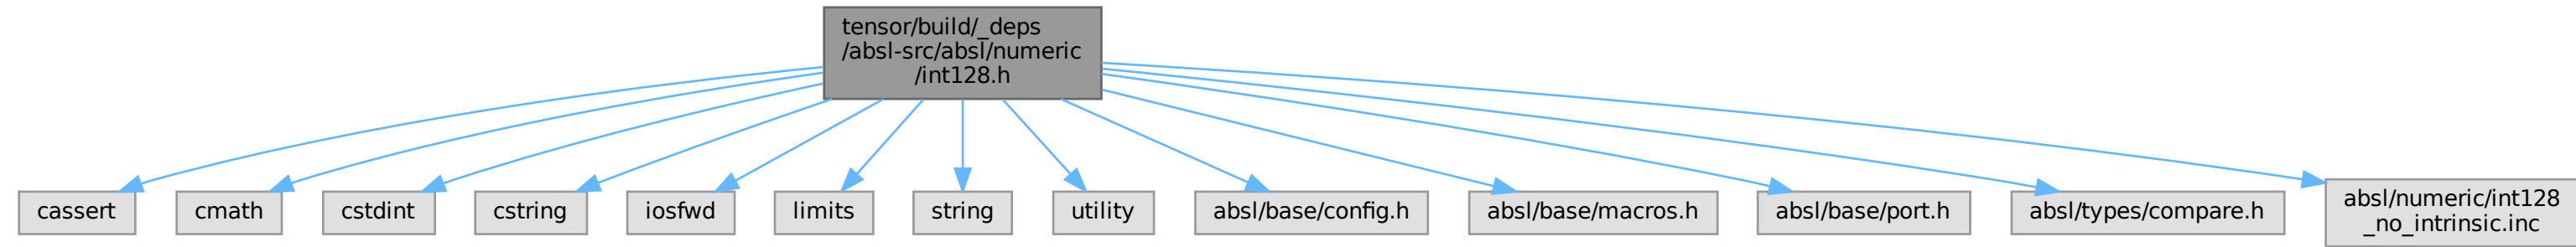 tensor/build/_deps
/absl-src/absl/numeric
/int128.h
cassert
cmath
cstdint
cstring
iosfwd
limits
string
utility
absl/base/config.h
absl/base/macros.h
absl/base/port.h
absl/types/compare.h
absl/numeric/int128
_no_intrinsic.inc